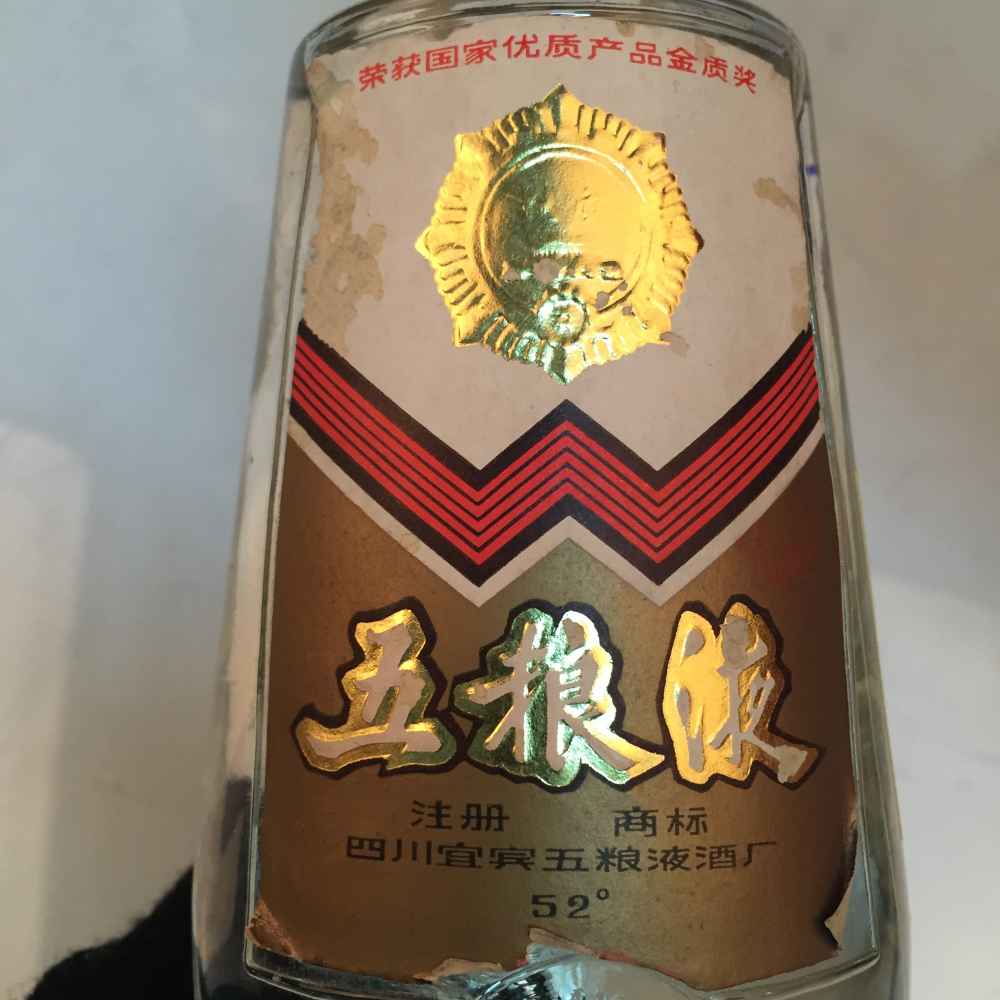 荣获国家优质产品金质奖
五粮液
注册 商标
四川宜宾五粮液酒厂
52°